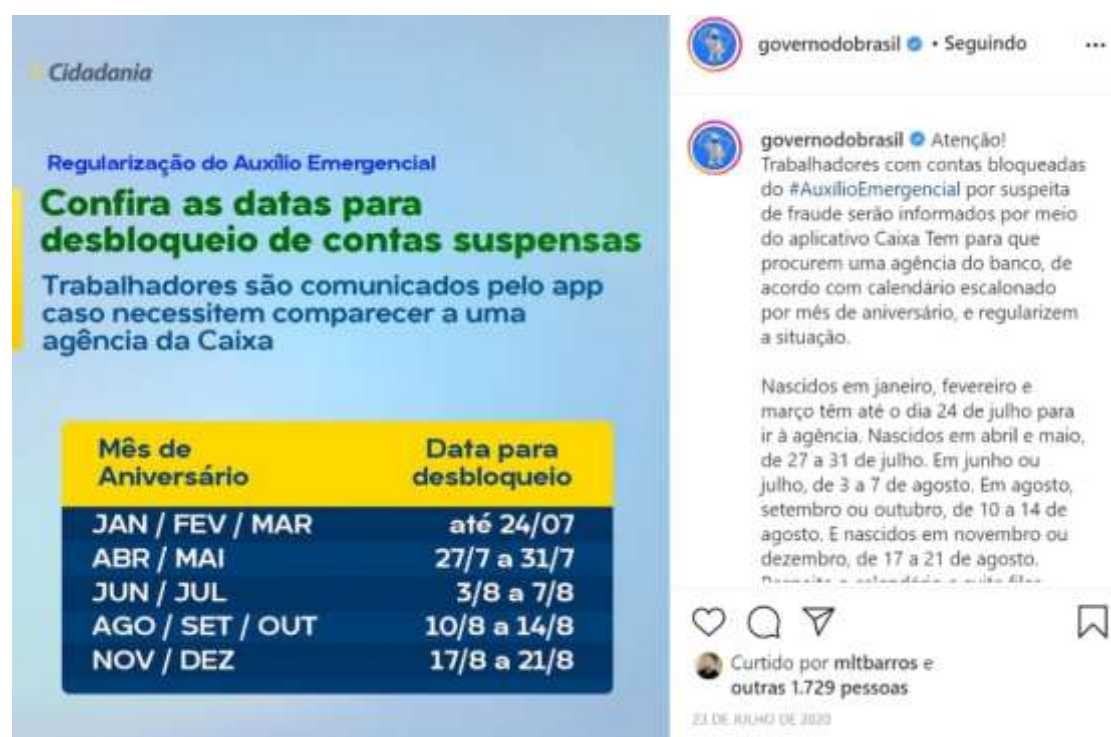 Cidadania
Regularização do Auxílio Emergencial
Confira as datas para
desbloqueio de contas suspensas
Trabalhadores são comunicados pelo app
caso necessitem comparecer a uma
agência da Caixa
Mês de Aniversário
Data para desbloqueio
JAN / FEV / MAR até 24/07
ABR / MAI 27/7 a 31/7
JUN / JUL 3/8 a 7/8
AGO / SET / OUT 10/8 a 14/8
NOV / DEZ 17/8 a 21/8
governodobrasil • Seguindo
governodobrasil Atenção!
Trabalhadores com contas bloqueadas
do #AuxílioEmergencial por suspeita
de fraude serão informados por meio
do aplicativo Caixa Tem para que
procurem uma agência do banco, de
acordo com calendário escalonado
por mês de aniversário, e regularizem
a situação.
Nascidos em janeiro, fevereiro e
março têm até o dia 24 de julho para
ir à agência. Nascidos em abril e maio,
de 27 a 31 de julho. Em junho ou
julho, de 3 a 7 de agosto. Em agosto,
setembro ou outubro, de 10 a 14 de
agosto. E nascidos em novembro ou
dezembro, de 17 a 21 de agosto.
Curtido por mltbarros e
outras 1.729 pessoas
23 DE JULHO DE 2020